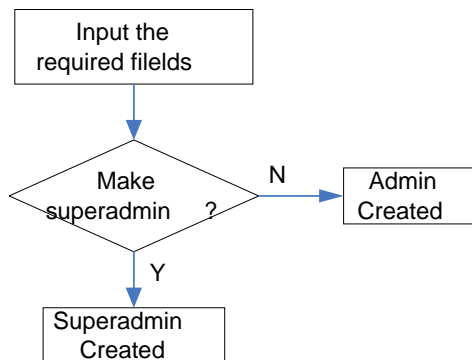 Input the
required filelds
Make
superadmin ?
N
Admin
Created
Y
Superadmin
Created